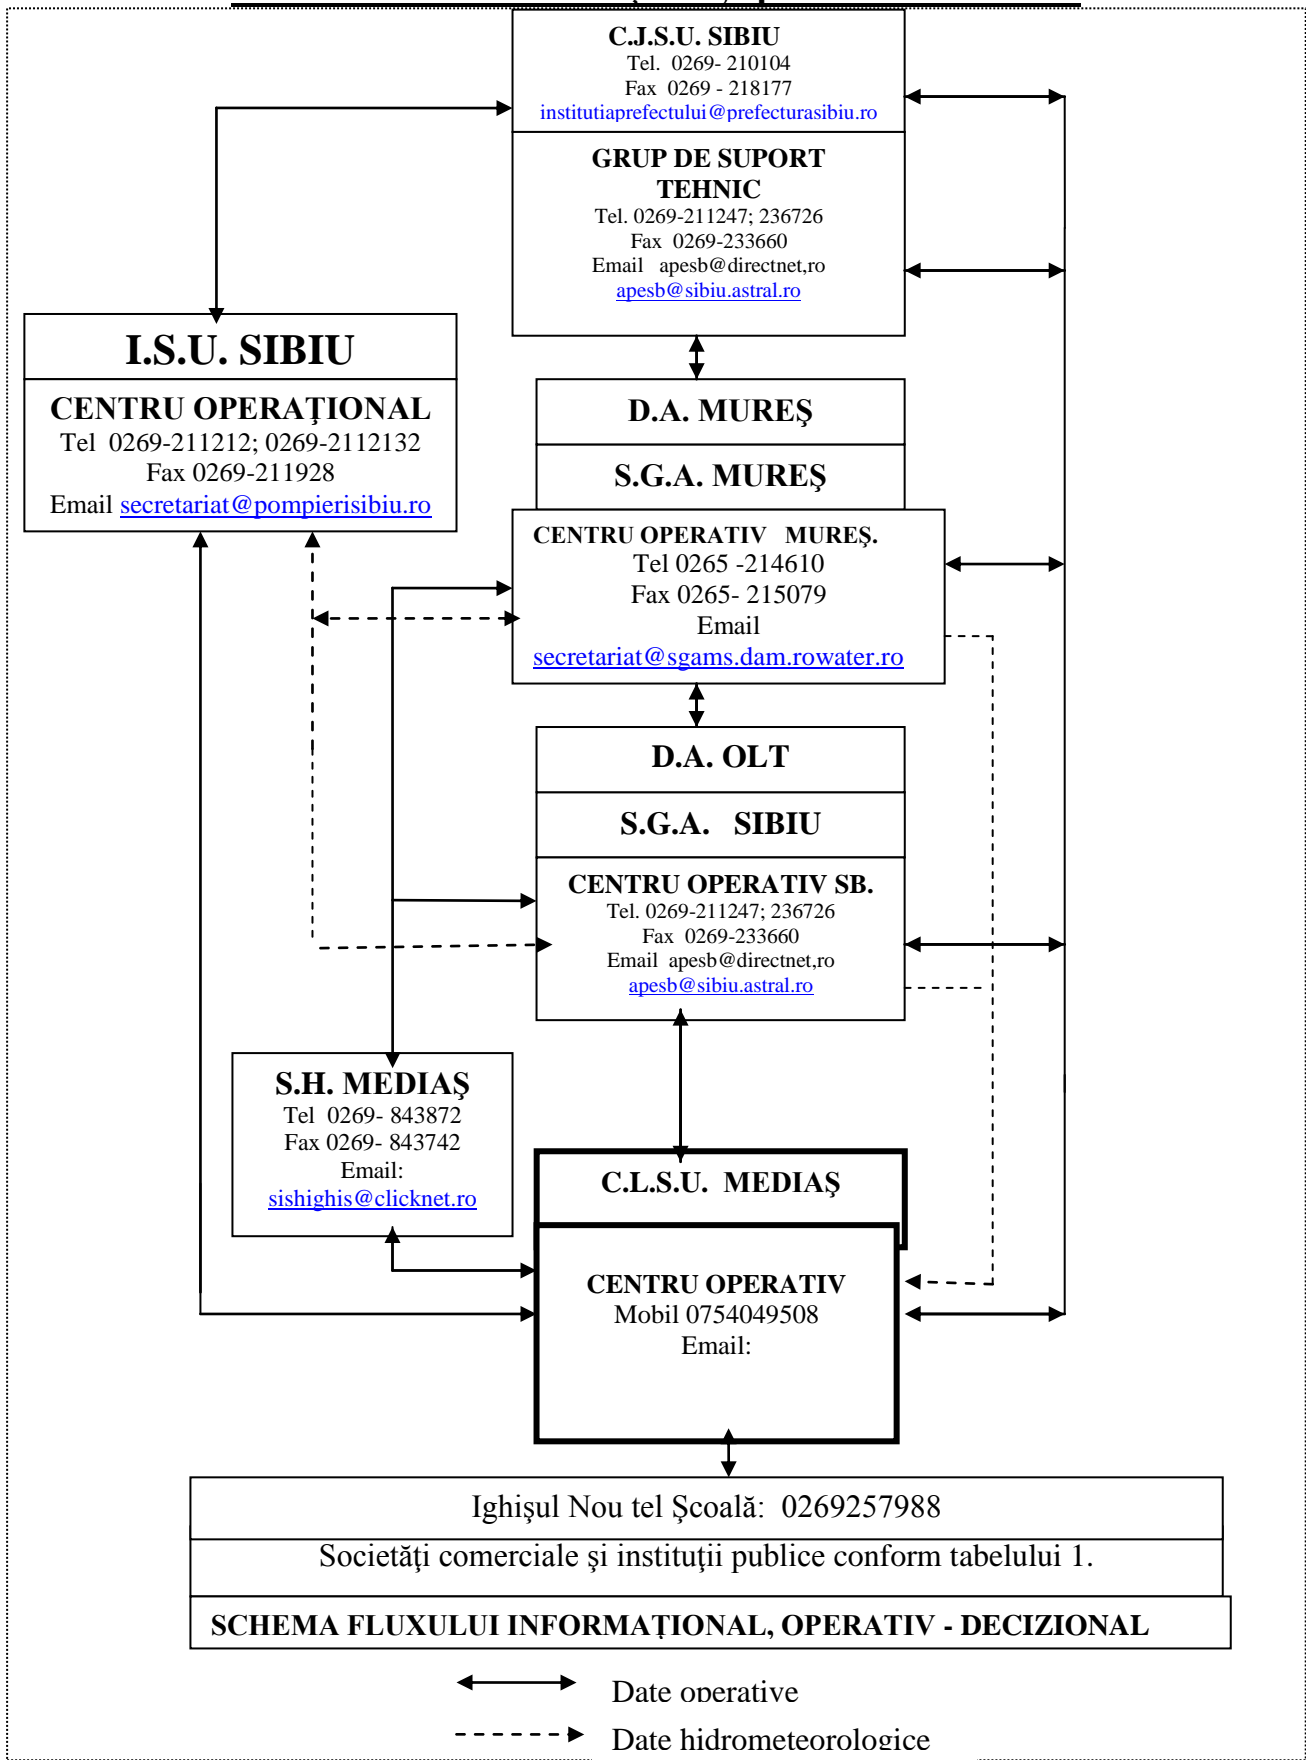 C.J.S.U. SIBIU
Tel. 0269- 210104
Fax 0269 - 218177
institutiaprefectului@prefecturasibiu.ro
GRUP DE SUPORT
TEHNIC
Tel. 0269-211247; 236726
Fax 0269-233660
Email apesb@directnet,ro
apesb@sibiu.astral.ro
I.S.U. SIBIU
CENTRU OPERAŢIONAL
Tel 0269-211212; 0269-2112132
Fax 0269-211928
Email secretariat@pompierisibiu.ro
D.A. MUREŞ
S.G.A. MUREŞ
CENTRU OPERATIV MUREŞ.
Tel 0265 -214610
Fax 0265- 215079
Email
secretariat@sgams.dam.rowater.ro
D.A. OLT
S.G.A. SIBIU
CENTRU OPERATIV SB.
Tel. 0269-211247; 236726
Fax 0269-233660
Email apesb@directnet,ro
apesb@sibiu.astral.ro
S.H. MEDIAŞ
Tel 0269- 843872
Fax 0269- 843742
Email:
sishighis@clicknet.ro
C.L.S.U. MEDIAŞ
CENTRU OPERATIV
Mobil 0754049508
Email:
Ighişul Nou tel Şcoală: 0269257988
Societăţi comerciale şi instituţii publice conform tabelului 1.
SCHEMA FLUXULUI INFORMAŢIONAL, OPERATIV - DECIZIONAL
Date operative
Date hidrometeorologice